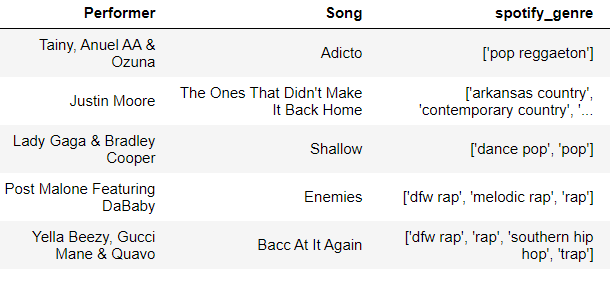 Performer Song spotify_genre
Tainy, Anuel AA &
Ozuna
Adicto
['pop reggaeton']
Justin Moore
The Ones That Didn't Make
It Back Home
['arkansas country',
'contemporary country', '...
Lady Gaga & Bradley
Cooper
Shallow
['dance pop', 'pop']
Post Malone Featuring
DaBaby
Enemies
['dfw rap', 'melodic rap', 'rap']
Yella Beezy, Gucci
Mane & Quavo
Bacc At It Again
['dfw rap', 'rap', 'southern hip
hop', 'trap']